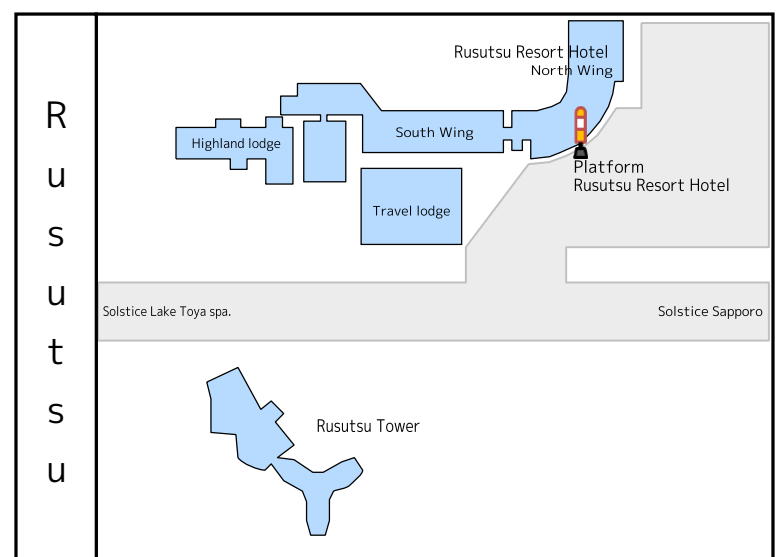 Rusutsu
Rusutsu Resort Hotel
North Wing
South Wing
Highland lodge
Platform
Rusutsu Resort Hotel
Travel lodge
Solstice Lake Toya spa.
Solstice Sapporo
Rusutsu Tower